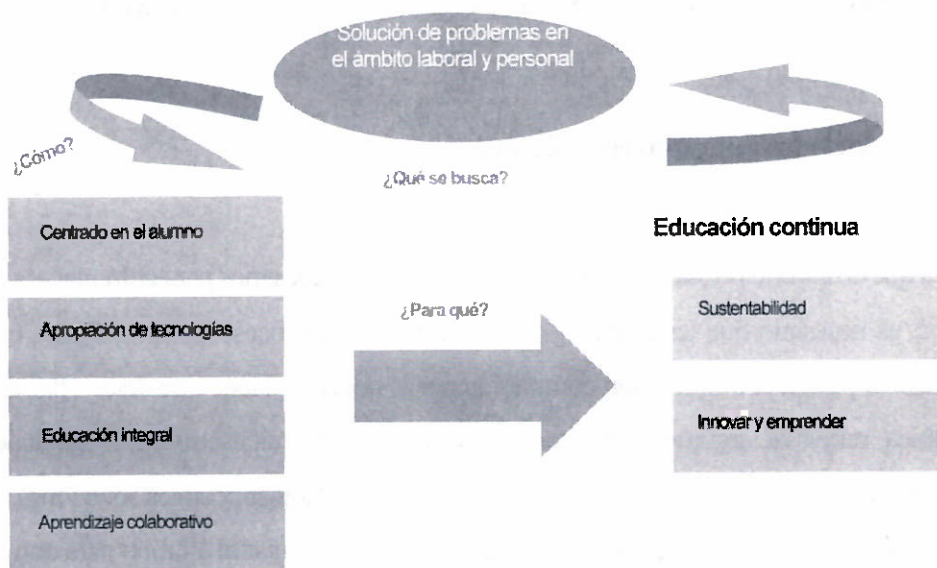 Solución de problemas en
el ámbito laboral y personal
¿Cómo?
¿Qué se busca?
Centrado en el alumno
Apropiación de tecnologías
Educación integral
Aprendizaje colaborativo
¿Para qué?
Educación continua
Sustentabilidad
Innovar y emprender